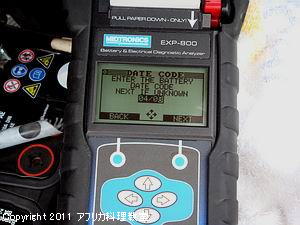 PULL PAPER DOWN-ONLY!
MIDTRONICS
EXP-800
Battery & Electrical Diagnostic Analyzer
DATE CODE
ENTER THE BATTERY
DATE CODE
NEXT IF UNKNOWN
04/08
BACK
NEXT
Copyright 2011 アフリカ料理教室